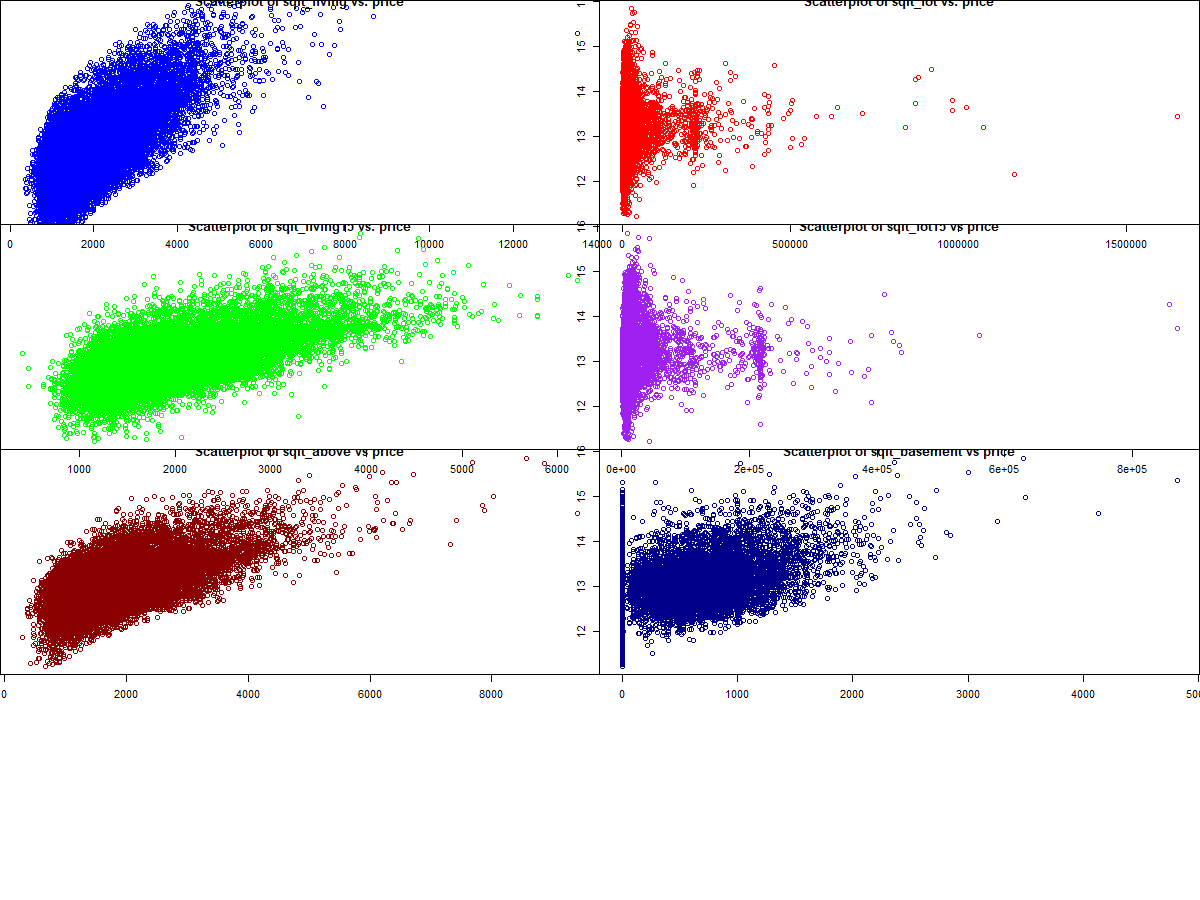 Scatterplot of sqft_living vs. price
Scatterplot of sqft_lot vs. price
15
14
13
12
0 2000 4000 6000 8000 10000 12000 14000
0 500000 1000000 1500000
Scatterplot of sqft_living15 vs. price
Scatterplot of sqft_lot15 vs price
16
15
14
13
12
1000 2000 3000 4000 5000 6000
0e+00 2e+05 4e+05 6e+05 8e+05
Scatterplot of sqft_above vs price
Scatterplot of sqft_basement vs price
16
15
14
13
12
0 2000 4000 6000 8000
0 1000 2000 3000 4000